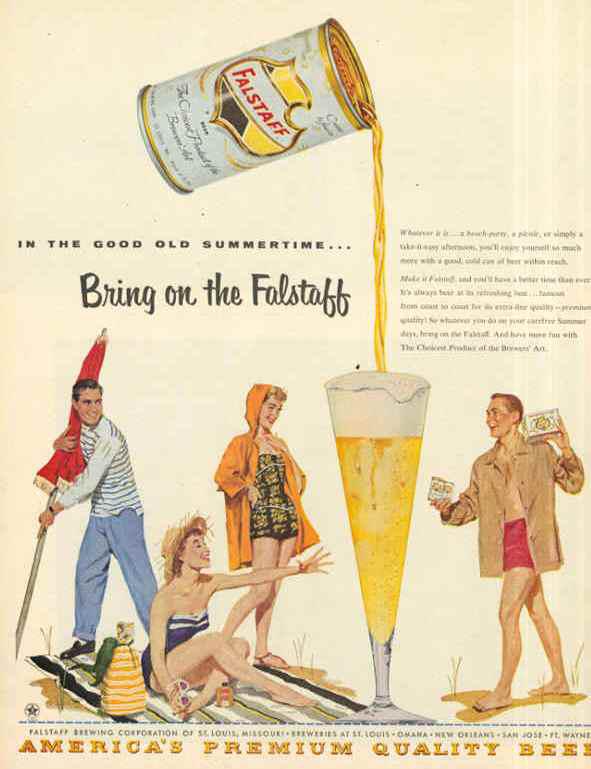 FALSTAFF
BEER
The Choicest Product of the
Brewers' Art
IN THE GOOD OLD SUMMERTIME...
Bring on the Falstaff
Whatever it is...a beach-party, a picnic, or simply a
take-it-easy afternoon, you'll enjoy yourself so much
more with a good, cold can of beer within reach.
Make it Falstaff, and you'll have a better time than ever
It's always beer at its refreshing best...famous
from coast to coast for its extra-fine quality—premium
quality! So whatever you do on your carefree Summer
days, bring on the Falstaff. And have more fun with
The Choicest Product of the Brewers' Art.
FALSTAFF BREWING CORPORATION OF ST. LOUIS, MISSOURI • BREWERIES AT ST. LOUIS • OMAHA • NEW ORLEANS • SAN JOSE • FT. WAYNE
AMERICA'S PREMIUM QUALITY BEE